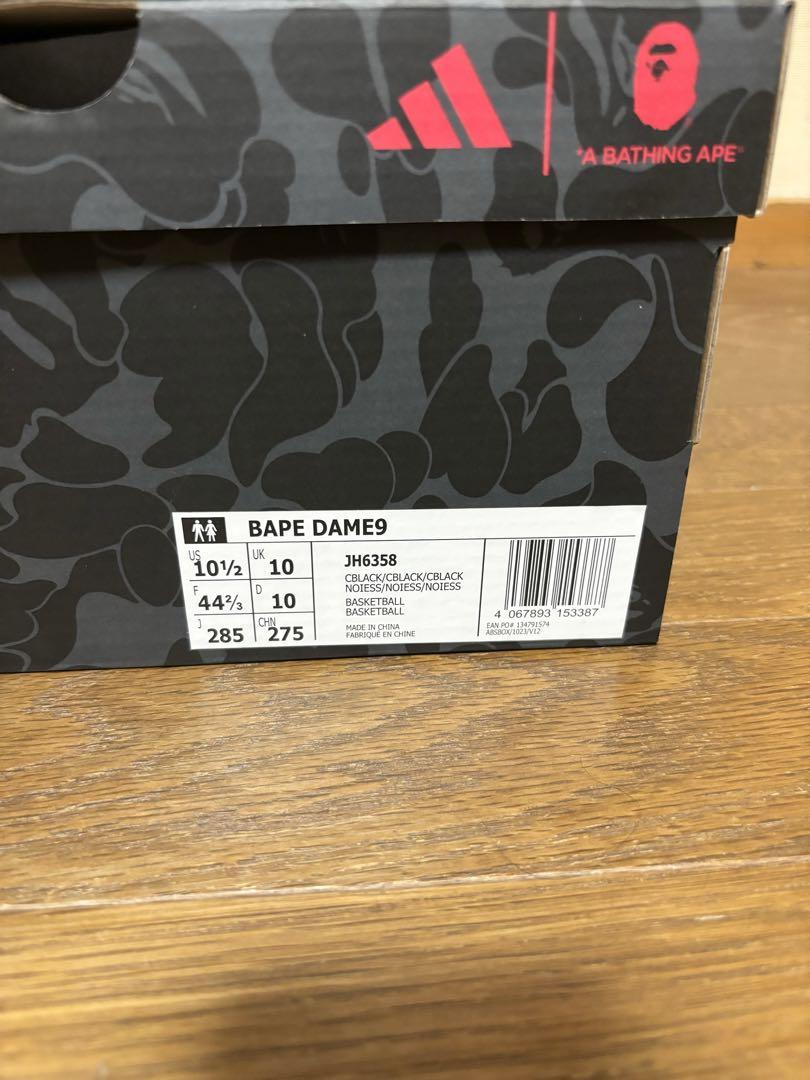 *A BATHING APE®
BAPE DAME9
US 10½ UK 10
F 44⅔ D 10
J 285 CHN 275
JH6358
CBLACK/CBLACK/CBLACK
NOIESS/NOIESS/NOIESS
BASKETBALL
BASKETBALL
MADE IN CHINA
FABRIQUÉ EN CHINE
4 067893 153387
EAN PO# 134791574
ABSBOX/1023/V12